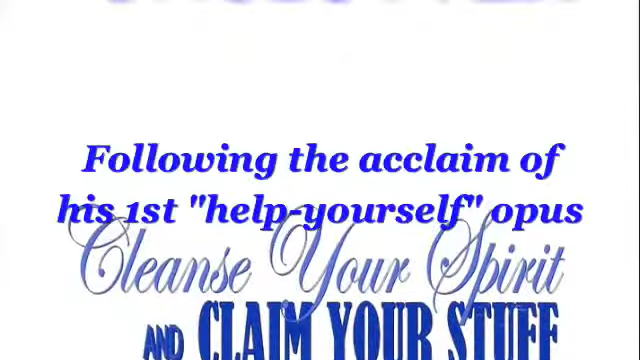 Following the acclaim of
his 1st "help-yourself" opus
Cleanse Your Spirit
AND CLAIM YOUR STUFF